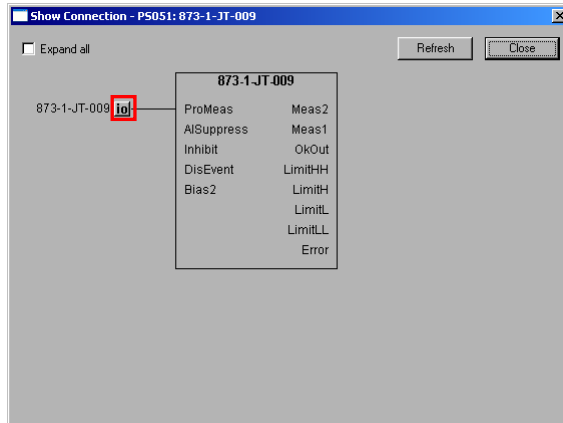 Show Connection - PS051: 873-1-JT-009
Expand all
Refresh
Close
873-1-JT-009
873-1-JT-009 io
ProMeas Meas2
AlSuppress Meas1
Inhibit OkOut
DisEvent LimitHH
Bias2 LimitH
LimitL
LimitLL
Error